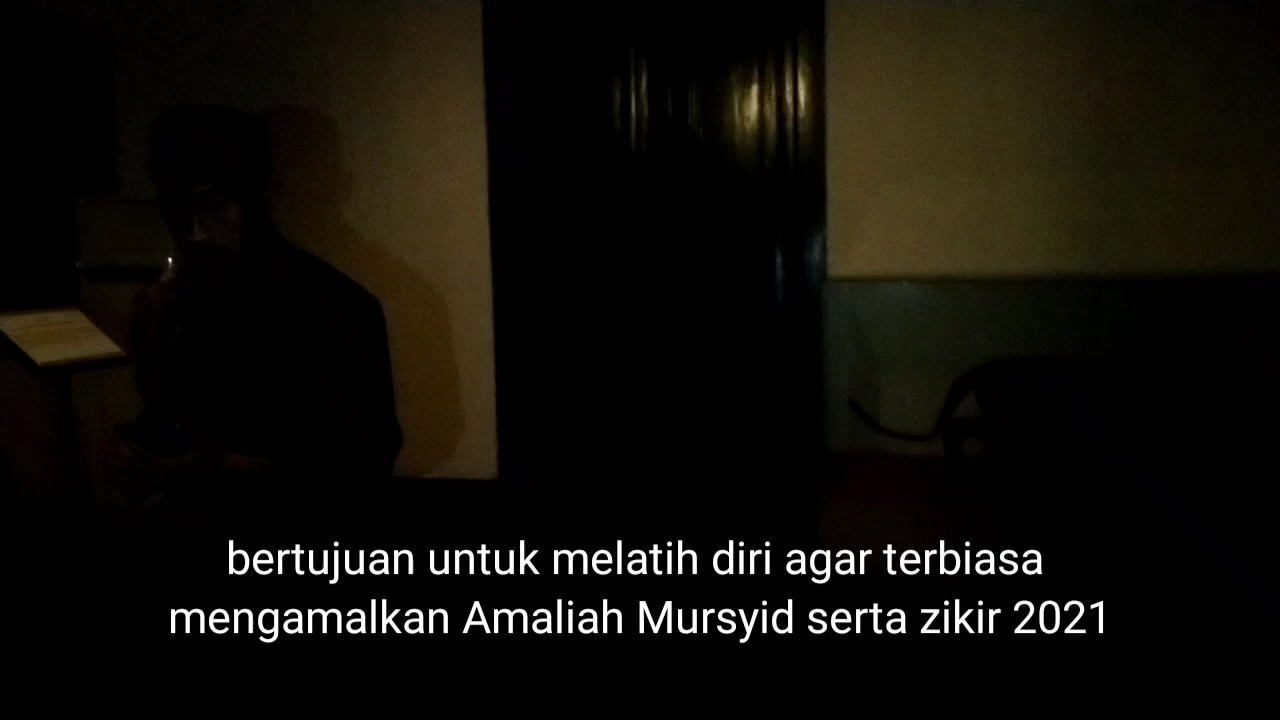 bertujuan untuk melatih diri agar terbiasa
mengamalkan Amaliah Mursyid serta zikir 2021